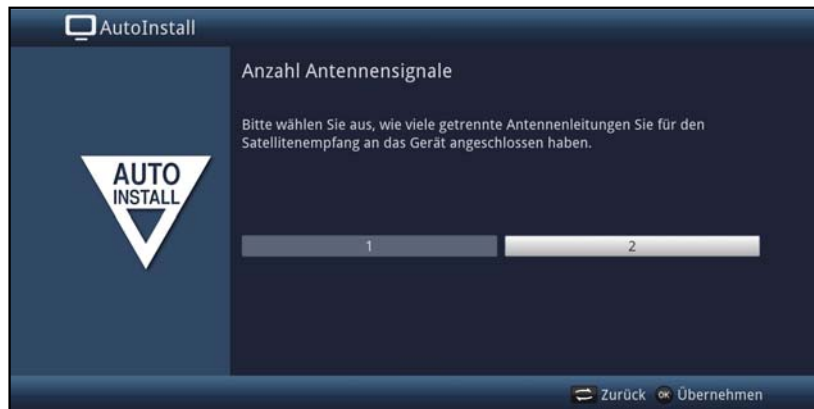 AutoInstall
Anzahl Antennensignale
Bitte wählen Sie aus, wie viele getrennte Antennenleitungen Sie für den
Satellitenempfang an das Gerät angeschlossen haben.
AUTO
INSTALL
1 2
Zurück OK Übernehmen